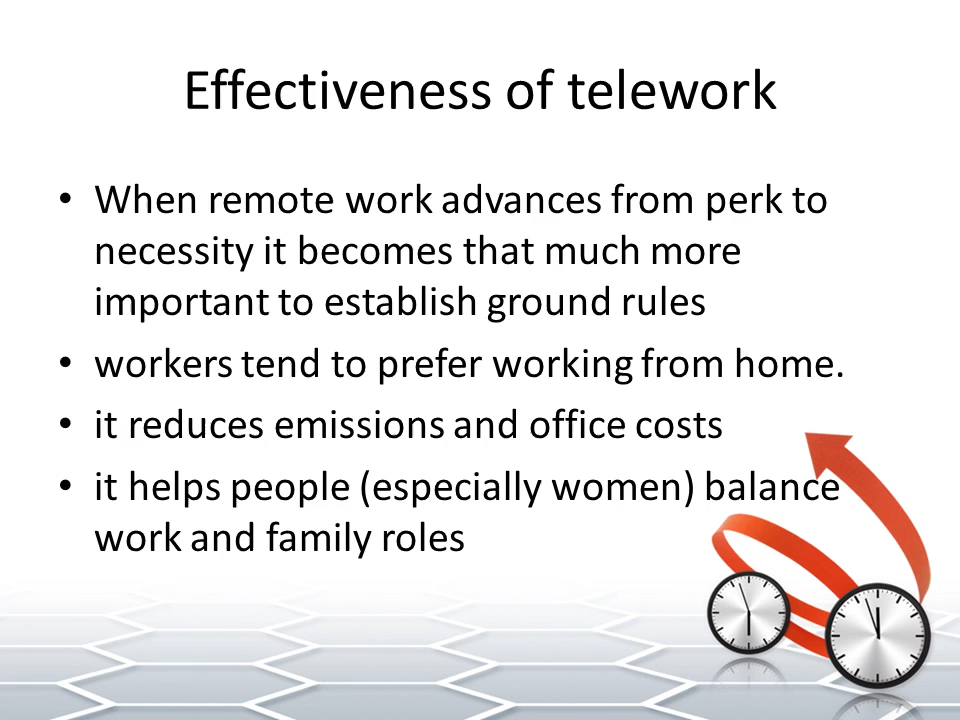 Effectiveness of telework
• When remote work advances from perk to
necessity it becomes that much more
important to establish ground rules
• workers tend to prefer working from home.
• it reduces emissions and office costs
• it helps people (especially women) balance
work and family roles